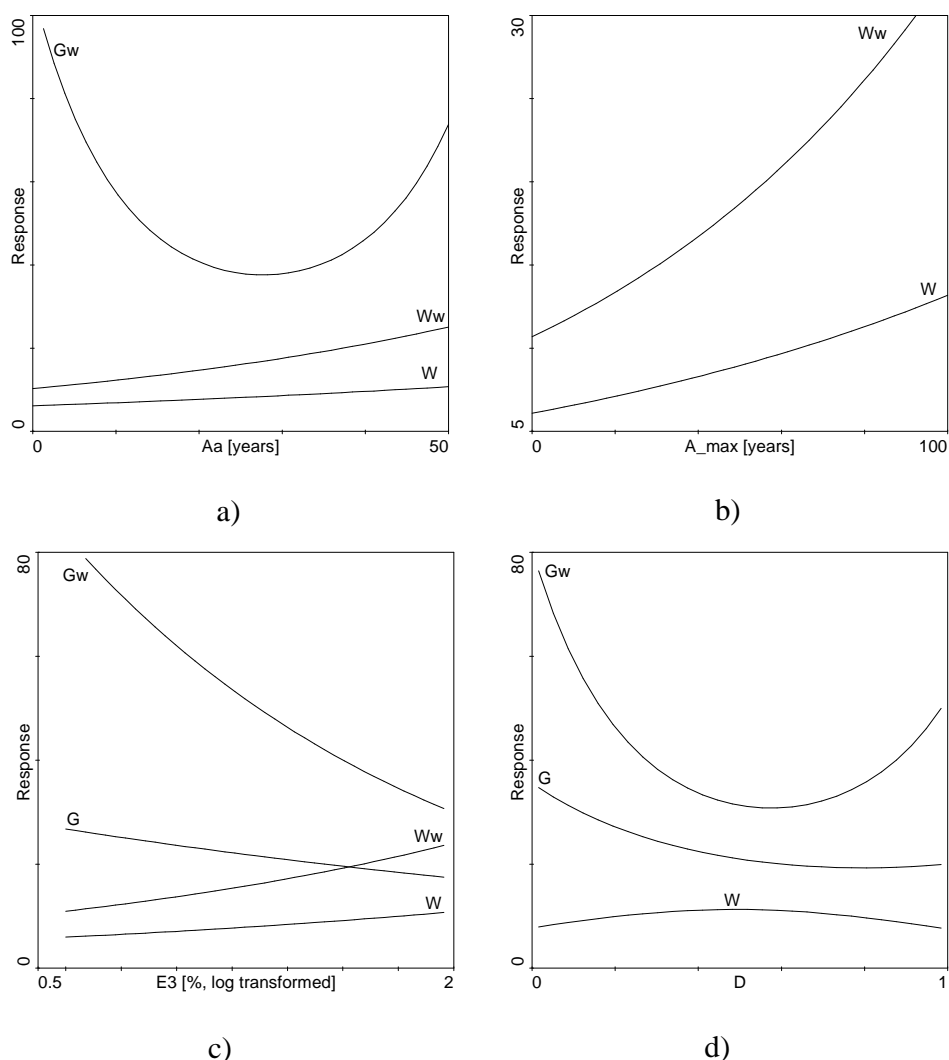 100
Gw
Response
Ww
W
0
0
Aa [years]
50
a)
30
Ww
Response
W
5
0
A_max [years]
100
b)
80
Gw
Response
G
Ww
W
0
0.5
E3 [%, log transformed]
2
c)
80
Gw
Response
G
W
0
0
D
1
d)